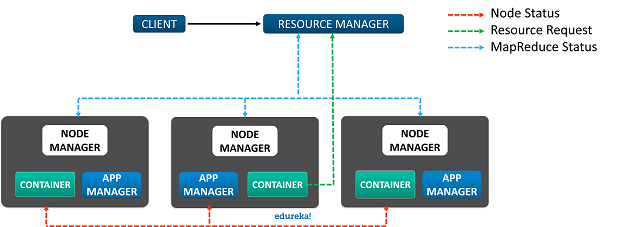 CLIENT
RESOURCE MANAGER
Node Status
Resource Request
MapReduce Status
NODE
MANAGER
CONTAINER
APP
MANAGER
NODE
MANAGER
APP
MANAGER
CONTAINER
NODE
MANAGER
CONTAINER
APP
MANAGER
edureka!